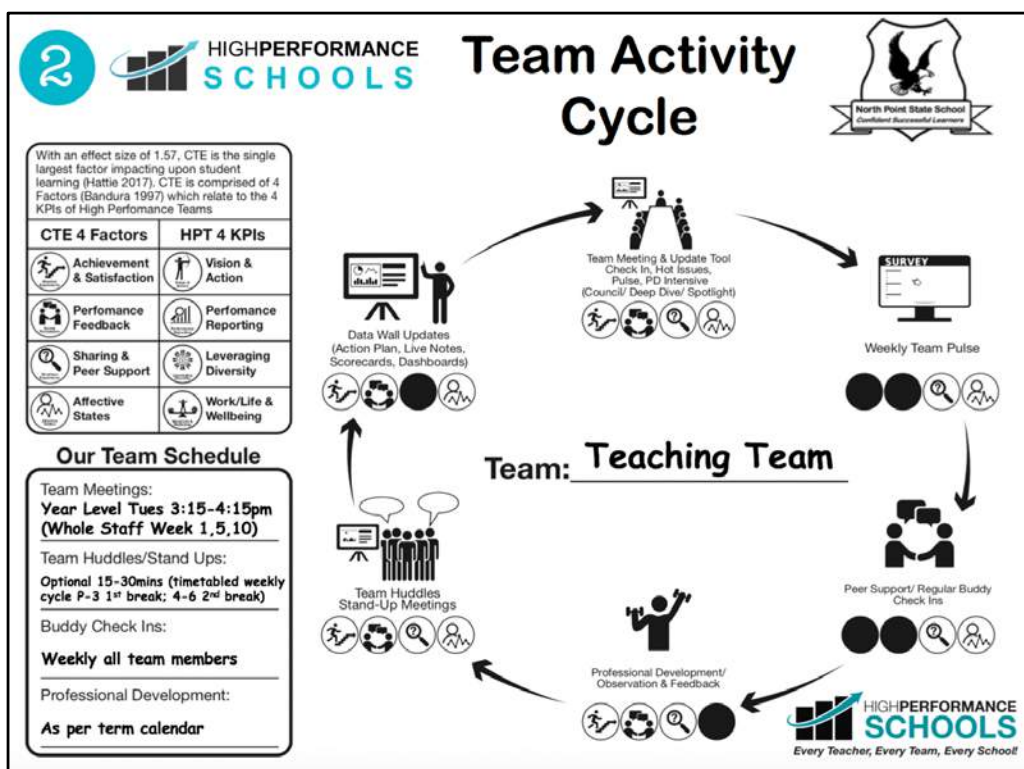 2
HIGHPERFORMANCE
SCHOOLS
Team Activity
Cycle
North Point State School
Confident Successful Learners
With an effect size of 1.57, CTE is the single
largest factor impacting upon student
learning (Hattie 2017). CTE is comprised of 4
Factors (Bandura 1997) which relate to the 4
KPIs of High Perfomance Teams
CTE 4 Factors
HPT 4 KPIs
Achievement
& Satisfaction
Vision &
Action
Perfomance
Feedback
Perfomance
Reporting
Sharing &
Peer Support
Leveraging
Diversity
Affective
States
Work/Life &
Wellbeing
Our Team Schedule
Team Meetings:
Year Level Tues 3:15-4:15pm
(Whole Staff Week 1,5,10)
Team Huddles/Stand Ups:
Optional 15-30mins (timetabled weekly
cycle P-3 1st break; 4-6 2nd break)
Buddy Check Ins:
Weekly all team members
Professional Development:
As per term calendar
Team Meeting & Update Tool
Check In, Hot Issues,
Pulse, PD Intensive
(Council/ Deep Dive/ Spotlight)
SURVEY
Weekly Team Pulse
Data Wall Updates
(Action Plan, Live Notes,
Scorecards, Dashboards)
Team: Teaching Team
Peer Support/ Regular Buddy
Check Ins
Team Huddles
Stand-Up Meetings
Professional Development/
Observation & Feedback
HIGHPERFORMANCE
SCHOOLS
Every Teacher, Every Team, Every School!